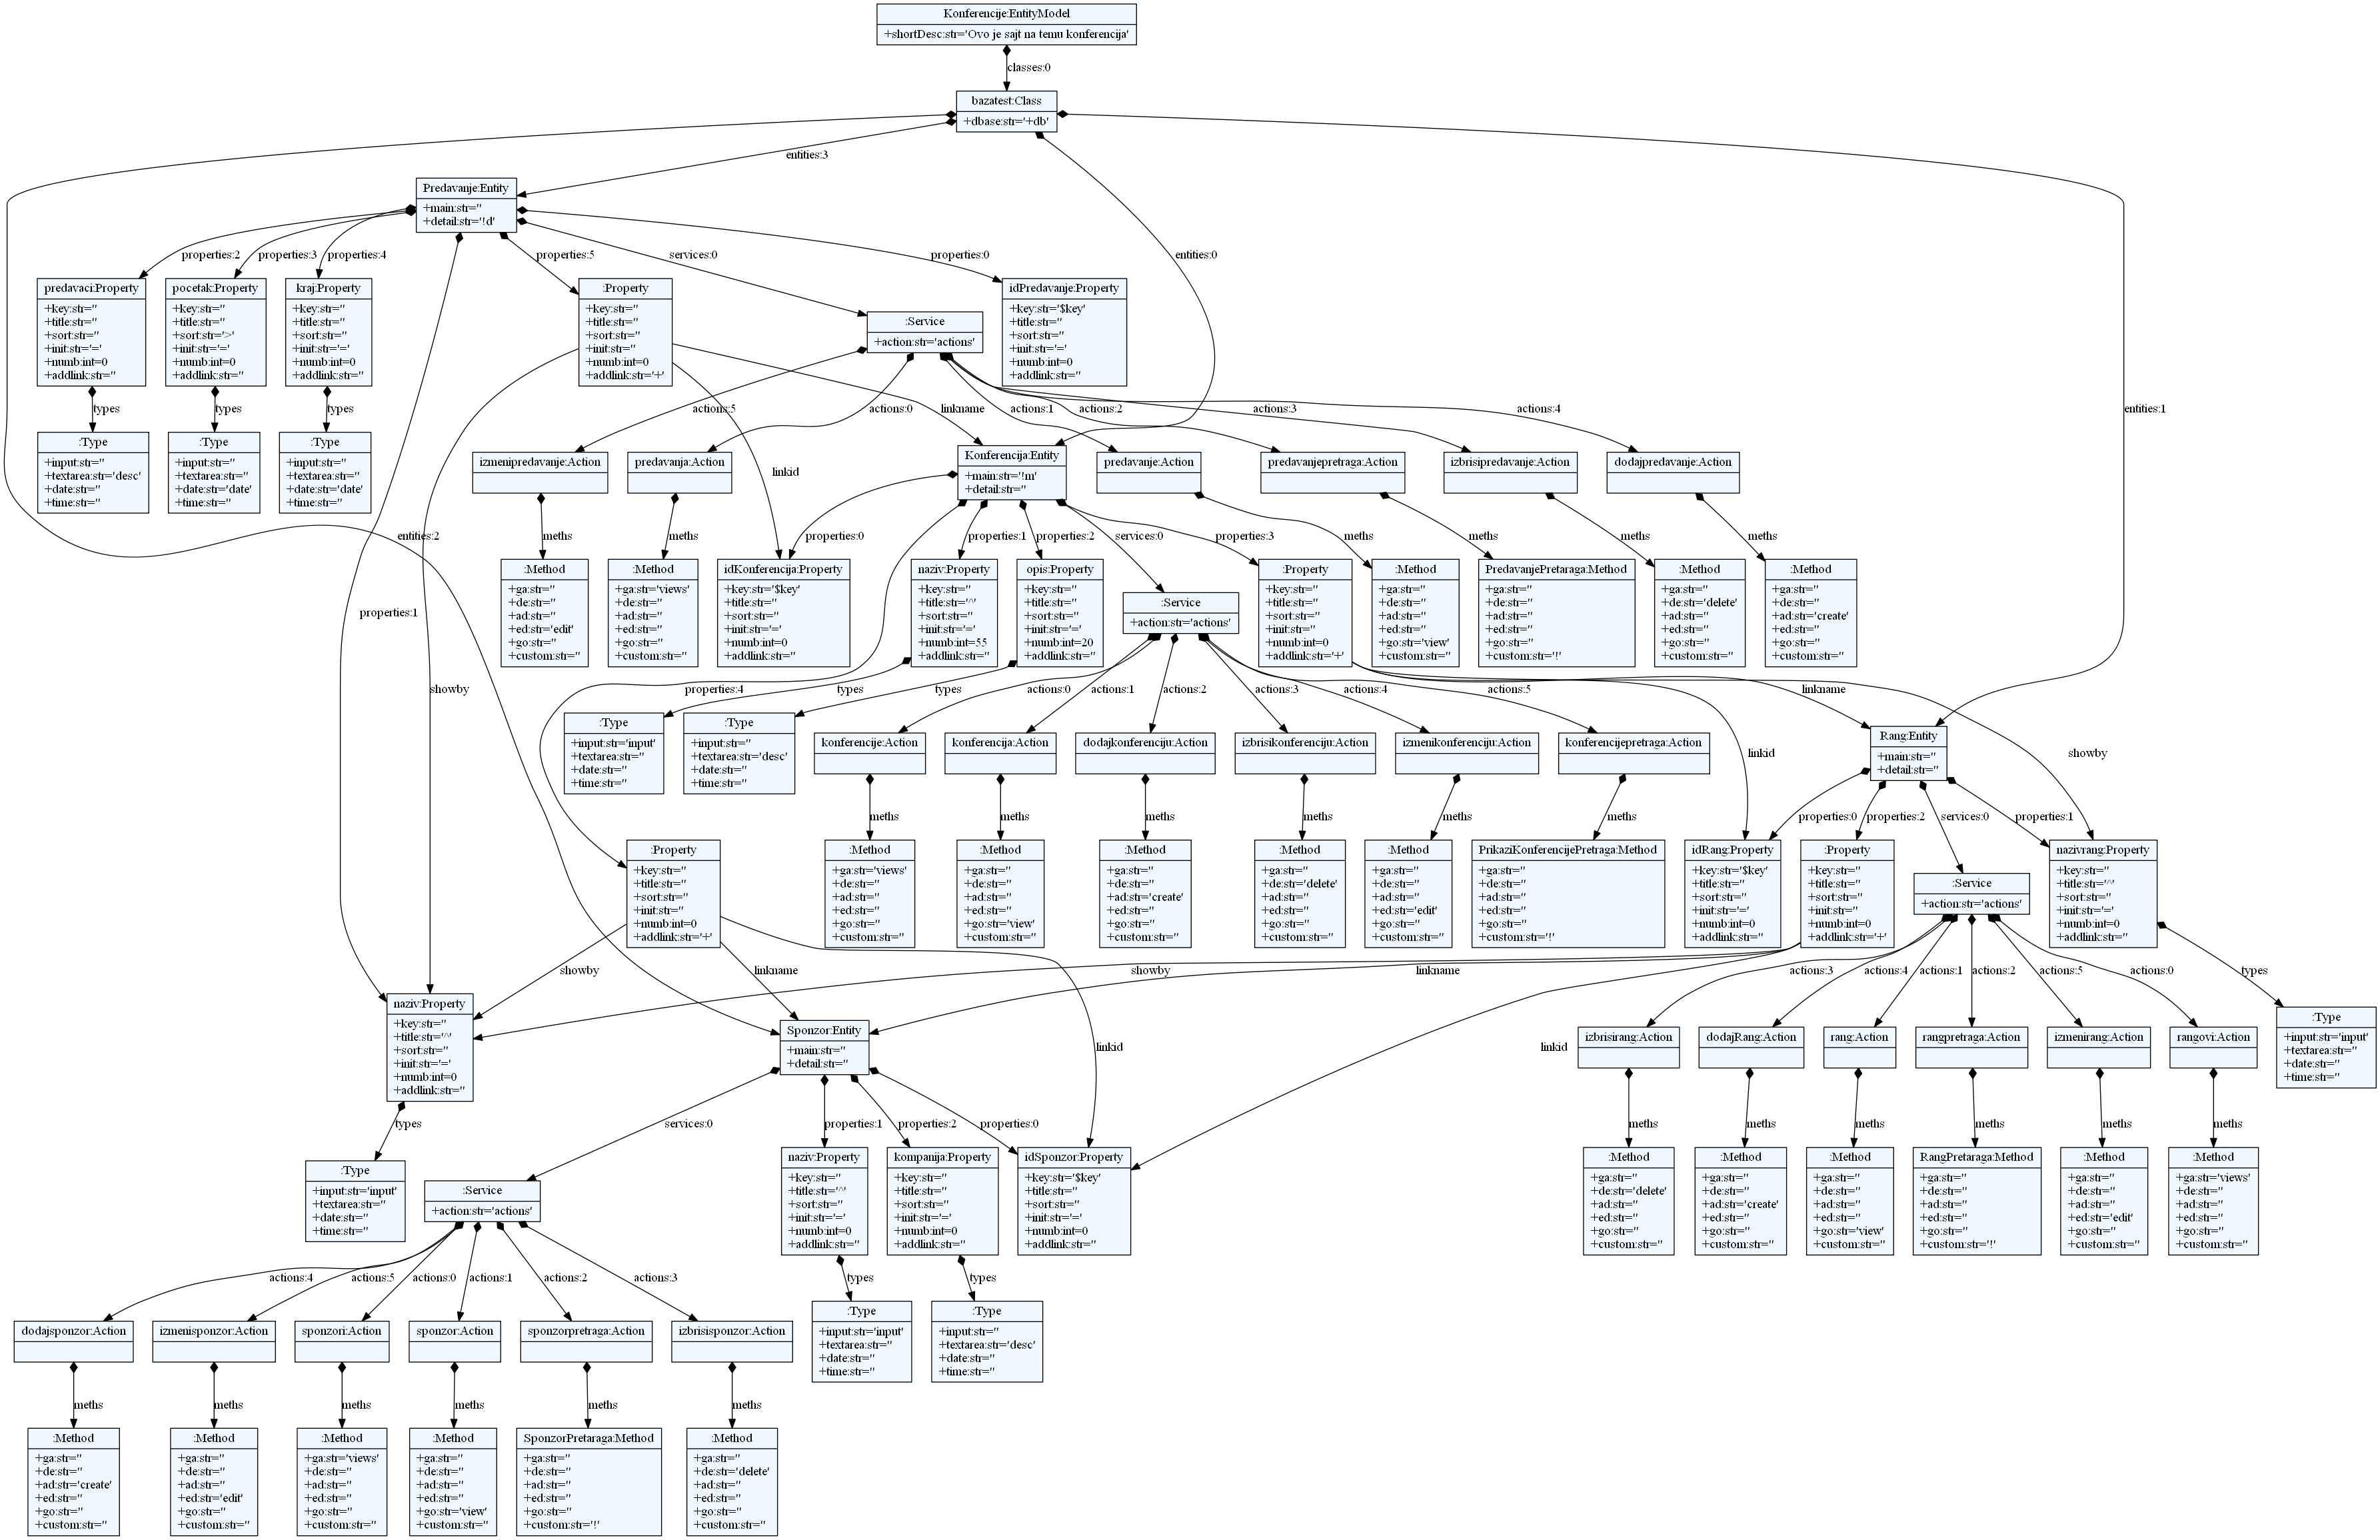 Konferencije:EntityModel
+shortDesc:str='Ovo je sajt na temu konferencija'
classes:0
bazatest:Class
+dbase:str='+db'
entities:3
Predavanje:Entity
+main:str=''
+detail:str='!d'
properties:2
properties:3
properties:4
properties:5
services:0
properties:0
entities:0
predavaci:Property
+key:str=''
+title:str=''
+sort:str=''
+init:str='='
+numb:int=0
+addlink:str=''
pocetak:Property
+key:str=''
+title:str=''
+sort:str='>'
+init:str='='
+numb:int=0
+addlink:str=''
kraj:Property
+key:str=''
+title:str=''
+sort:str=''
+init:str='='
+numb:int=0
+addlink:str=''
:Property
+key:str=''
+title:str=''
+sort:str=''
+init:str=''
+numb:int=0
+addlink:str='+'
:Service
+action:str='actions'
idPredavanje:Property
+key:str='$key'
+title:str=''
+sort:str=''
+init:str='='
+numb:int=0
+addlink:str=''
types
types
types
actions:5
actions:0
linkname
actions:1
actions:2
actions:3
actions:4
entities:1
:Type
+input:str=''
+textarea:str='desc'
+date:str=''
+time:str=''
:Type
+input:str=''
+textarea:str=''
+date:str='date'
+time:str=''
:Type
+input:str=''
+textarea:str=''
+date:str='date'
+time:str=''
izmenipredavanje:Action
predavanja:Action
linkid
Konferencija:Entity
+main:str='!m'
+detail:str=''
predavanje:Action
predavanjepretraga:Action
izbrisipredavanje:Action
dodajpredavanje:Action
entities:2
meths
meths
properties:0
properties:1
properties:2
services:0
properties:3
meths
meths
meths
meths
:Method
+ga:str=''
+de:str=''
+ad:str=''
+ed:str='edit'
+go:str=''
+custom:str=''
:Method
+ga:str='views'
+de:str=''
+ad:str=''
+ed:str=''
+go:str=''
+custom:str=''
idKonferencija:Property
+key:str='$key'
+title:str=''
+sort:str=''
+init:str='='
+numb:int=0
+addlink:str=''
naziv:Property
+key:str=''
+title:str='^'
+sort:str=''
+init:str='='
+numb:int=55
+addlink:str=''
opis:Property
+key:str=''
+title:str=''
+sort:str=''
+init:str='='
+numb:int=20
+addlink:str=''
:Service
+action:str='actions'
:Property
+key:str=''
+title:str=''
+sort:str=''
+init:str=''
+numb:int=0
+addlink:str='+'
:Method
+ga:str=''
+de:str=''
+ad:str=''
+ed:str=''
+go:str='view'
+custom:str=''
PredavanjePretaraga:Method
+ga:str=''
+de:str=''
+ad:str=''
+ed:str=''
+go:str=''
+custom:str='!'
:Method
+ga:str=''
+de:str='delete'
+ad:str=''
+ed:str=''
+go:str=''
+custom:str=''
:Method
+ga:str=''
+de:str=''
+ad:str='create'
+ed:str=''
+go:str=''
+custom:str=''
properties:1
showby
properties:4
types
types
actions:0
actions:1
actions:2
actions:3
actions:4
actions:5
linkname
:Type
+input:str='input'
+textarea:str=''
+date:str=''
+time:str=''
:Type
+input:str=''
+textarea:str='desc'
+date:str=''
+time:str=''
konferencije:Action
konferencija:Action
dodajkonferenciju:Action
izbrisikonferenciju:Action
izmenikonferenciju:Action
konferencijepretraga:Action
linkid
Rang:Entity
+main:str=''
+detail:str=''
showby
meths
meths
meths
meths
meths
meths
properties:0
properties:2
services:0
properties:1
:Property
+key:str=''
+title:str=''
+sort:str=''
+init:str=''
+numb:int=0
+addlink:str='+'
:Method
+ga:str='views'
+de:str=''
+ad:str=''
+ed:str=''
+go:str=''
+custom:str=''
:Method
+ga:str=''
+de:str=''
+ad:str=''
+ed:str=''
+go:str='view'
+custom:str=''
:Method
+ga:str=''
+de:str=''
+ad:str='create'
+ed:str=''
+go:str=''
+custom:str=''
:Method
+ga:str=''
+de:str='delete'
+ad:str=''
+ed:str=''
+go:str=''
+custom:str=''
:Method
+ga:str=''
+de:str=''
+ad:str=''
+ed:str='edit'
+go:str=''
+custom:str=''
PrikaziKonferencijePretraga:Method
+ga:str=''
+de:str=''
+ad:str=''
+ed:str=''
+go:str=''
+custom:str='!'
idRang:Property
+key:str='$key'
+title:str=''
+sort:str=''
+init:str='='
+numb:int=0
+addlink:str=''
:Property
+key:str=''
+title:str=''
+sort:str=''
+init:str=''
+numb:int=0
+addlink:str='+'
:Service
+action:str='actions'
nazivrang:Property
+key:str=''
+title:str='^'
+sort:str=''
+init:str='='
+numb:int=0
+addlink:str=''
showby
linkname
showby
linkname
actions:3
actions:4
actions:1
actions:2
actions:5
actions:0
types
naziv:Property
+key:str=''
+title:str='^'
+sort:str=''
+init:str='='
+numb:int=0
+addlink:str=''
Sponzor:Entity
+main:str=''
+detail:str=''
linkid
linkid
izbrisirang:Action
dodajRang:Action
rang:Action
rangpretraga:Action
izmenirang:Action
rangovi:Action
:Type
+input:str='input'
+textarea:str=''
+date:str=''
+time:str=''
types
services:0
properties:1
properties:2
properties:0
meths
meths
meths
meths
meths
meths
:Type
+input:str='input'
+textarea:str=''
+date:str=''
+time:str=''
:Service
+action:str='actions'
naziv:Property
+key:str=''
+title:str='^'
+sort:str=''
+init:str='='
+numb:int=0
+addlink:str=''
kompanija:Property
+key:str=''
+title:str=''
+sort:str=''
+init:str='='
+numb:int=0
+addlink:str=''
idSponzor:Property
+key:str='$key'
+title:str=''
+sort:str=''
+init:str='='
+numb:int=0
+addlink:str=''
:Method
+ga:str=''
+de:str='delete'
+ad:str=''
+ed:str=''
+go:str=''
+custom:str=''
:Method
+ga:str=''
+de:str=''
+ad:str='create'
+ed:str=''
+go:str=''
+custom:str=''
:Method
+ga:str=''
+de:str=''
+ad:str=''
+ed:str=''
+go:str='view'
+custom:str=''
RangPretaraga:Method
+ga:str=''
+de:str=''
+ad:str=''
+ed:str=''
+go:str=''
+custom:str='!'
:Method
+ga:str=''
+de:str=''
+ad:str=''
+ed:str='edit'
+go:str=''
+custom:str=''
:Method
+ga:str='views'
+de:str=''
+ad:str=''
+ed:str=''
+go:str=''
+custom:str=''
actions:4
actions:5
actions:0
actions:1
actions:2
actions:3
types
types
dodajsponzor:Action
izmenisponzor:Action
sponzori:Action
sponzor:Action
sponzorpretraga:Action
izbrisisponzor:Action
:Type
+input:str='input'
+textarea:str=''
+date:str=''
+time:str=''
:Type
+input:str=''
+textarea:str='desc'
+date:str=''
+time:str=''
meths
meths
meths
meths
meths
meths
:Method
+ga:str=''
+de:str=''
+ad:str='create'
+ed:str=''
+go:str=''
+custom:str=''
:Method
+ga:str=''
+de:str=''
+ad:str=''
+ed:str='edit'
+go:str=''
+custom:str=''
:Method
+ga:str='views'
+de:str=''
+ad:str=''
+ed:str=''
+go:str=''
+custom:str=''
:Method
+ga:str=''
+de:str=''
+ad:str=''
+ed:str=''
+go:str='view'
+custom:str=''
SponzorPretaraga:Method
+ga:str=''
+de:str=''
+ad:str=''
+ed:str=''
+go:str=''
+custom:str='!'
:Method
+ga:str=''
+de:str='delete'
+ad:str=''
+ed:str=''
+go:str=''
+custom:str=''